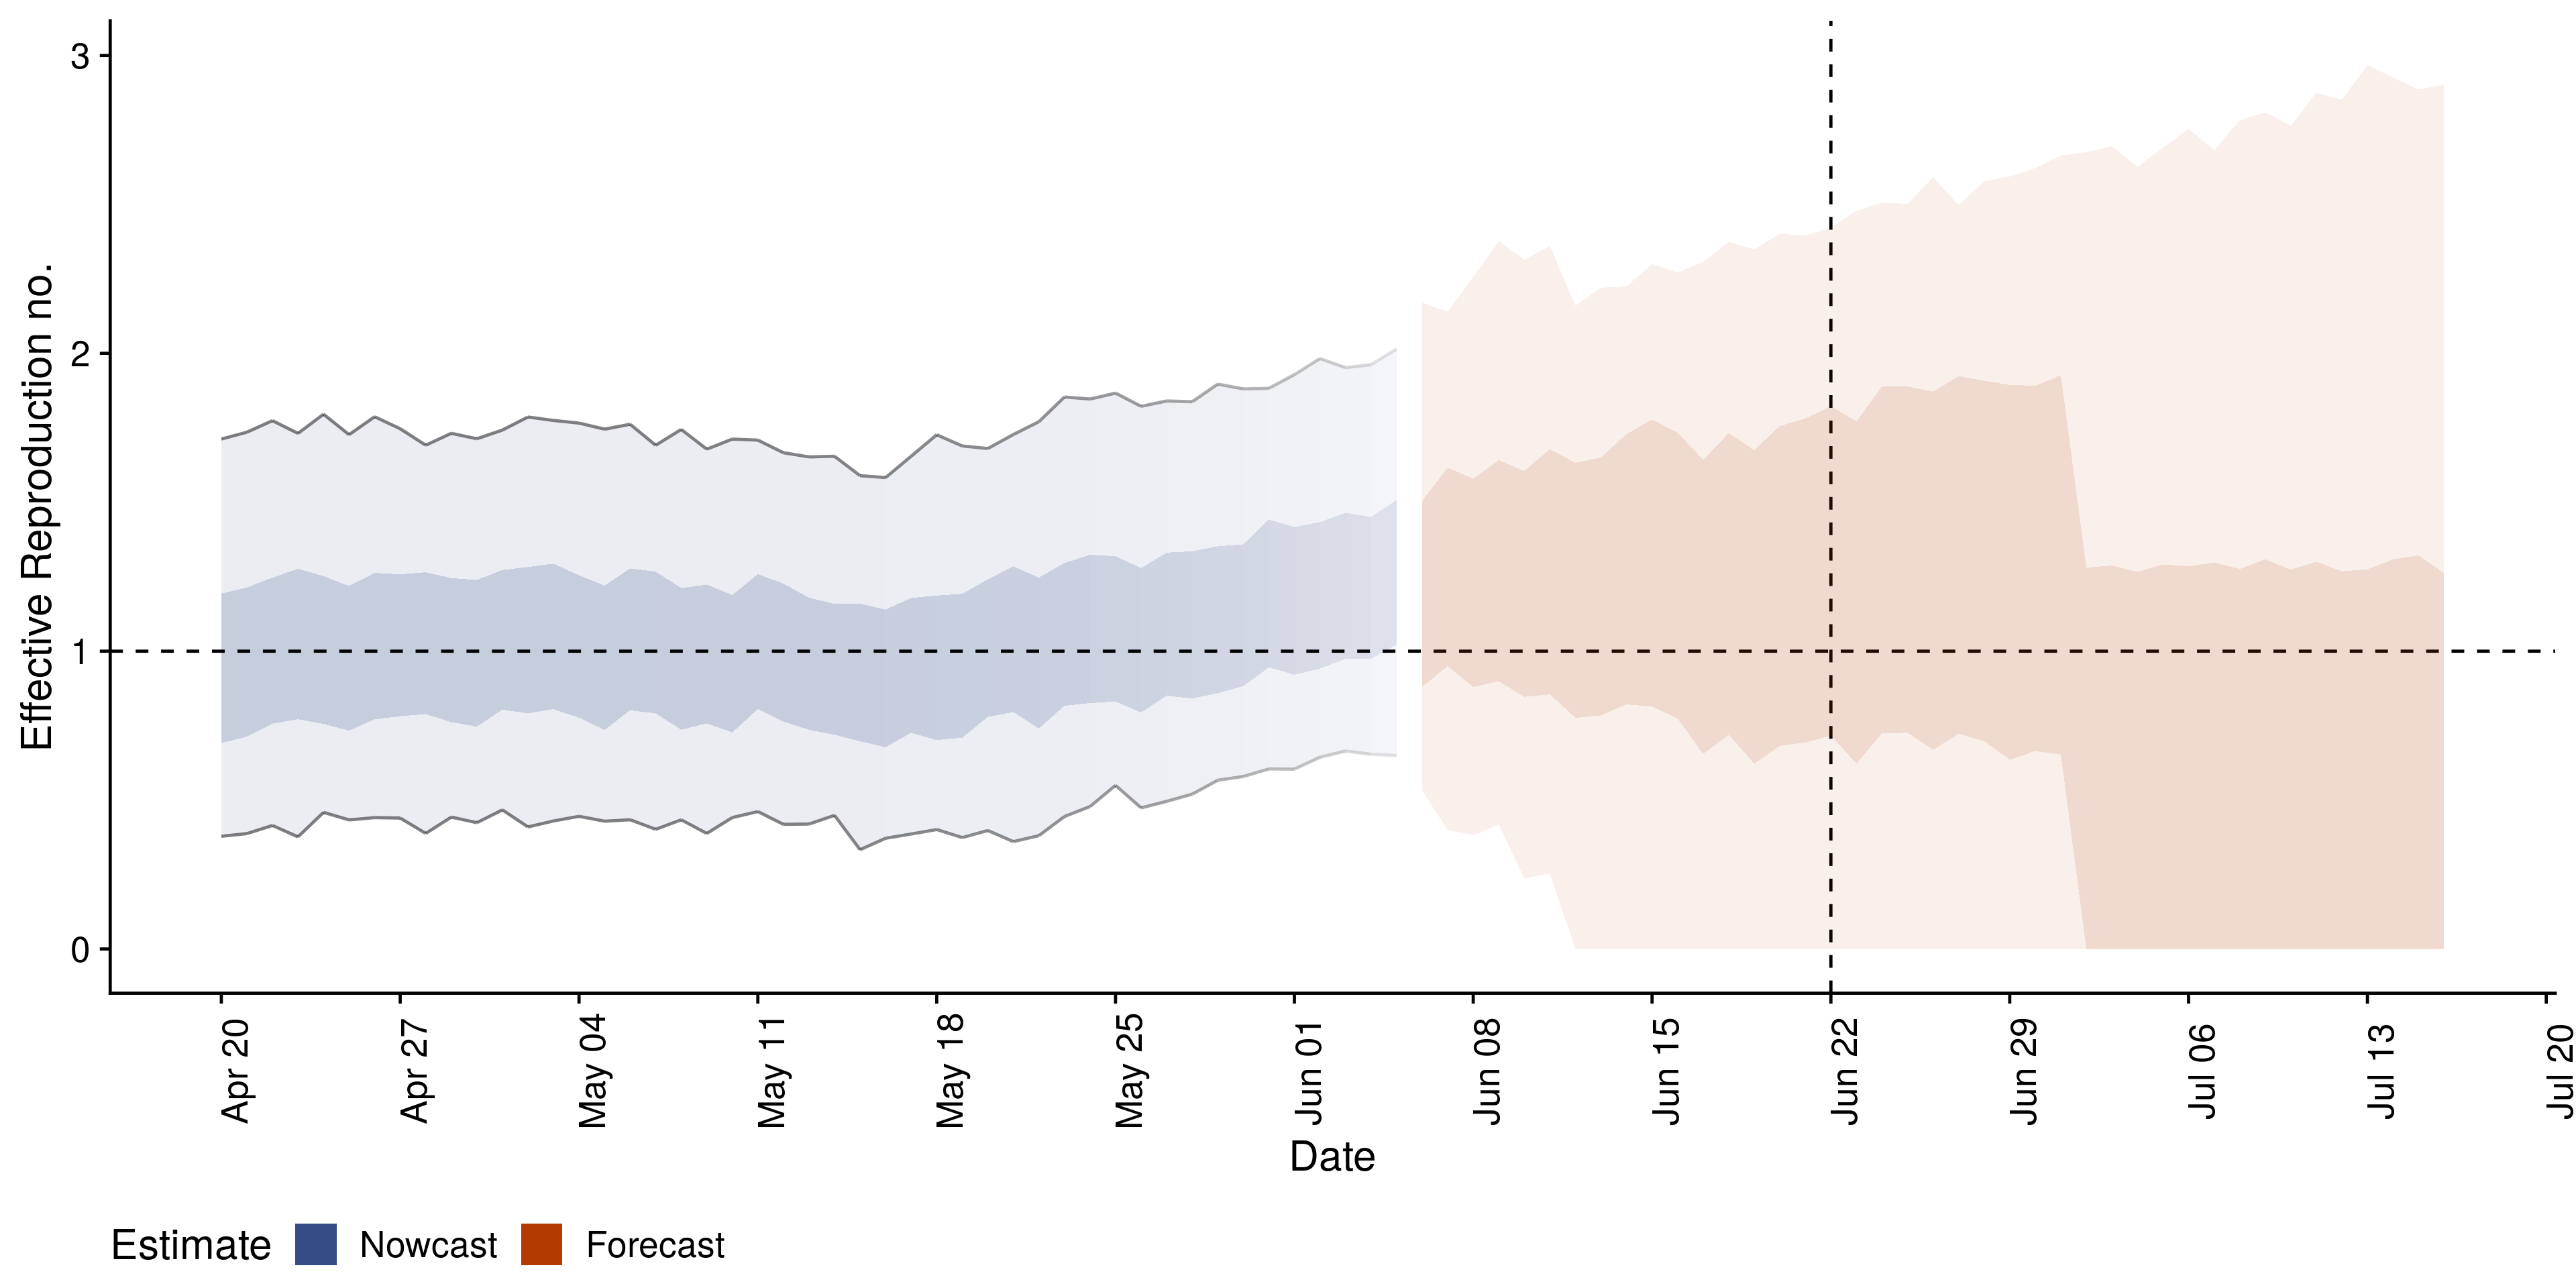 Effective Reproduction no.
3
2
1
0
Apr 20
Apr 27
May 04
May 11
May 18
May 25
Jun 01
Jun 08
Jun 15
Jun 22
Jun 29
Jul 06
Jul 13
Jul 20
Date
Estimate Nowcast Forecast